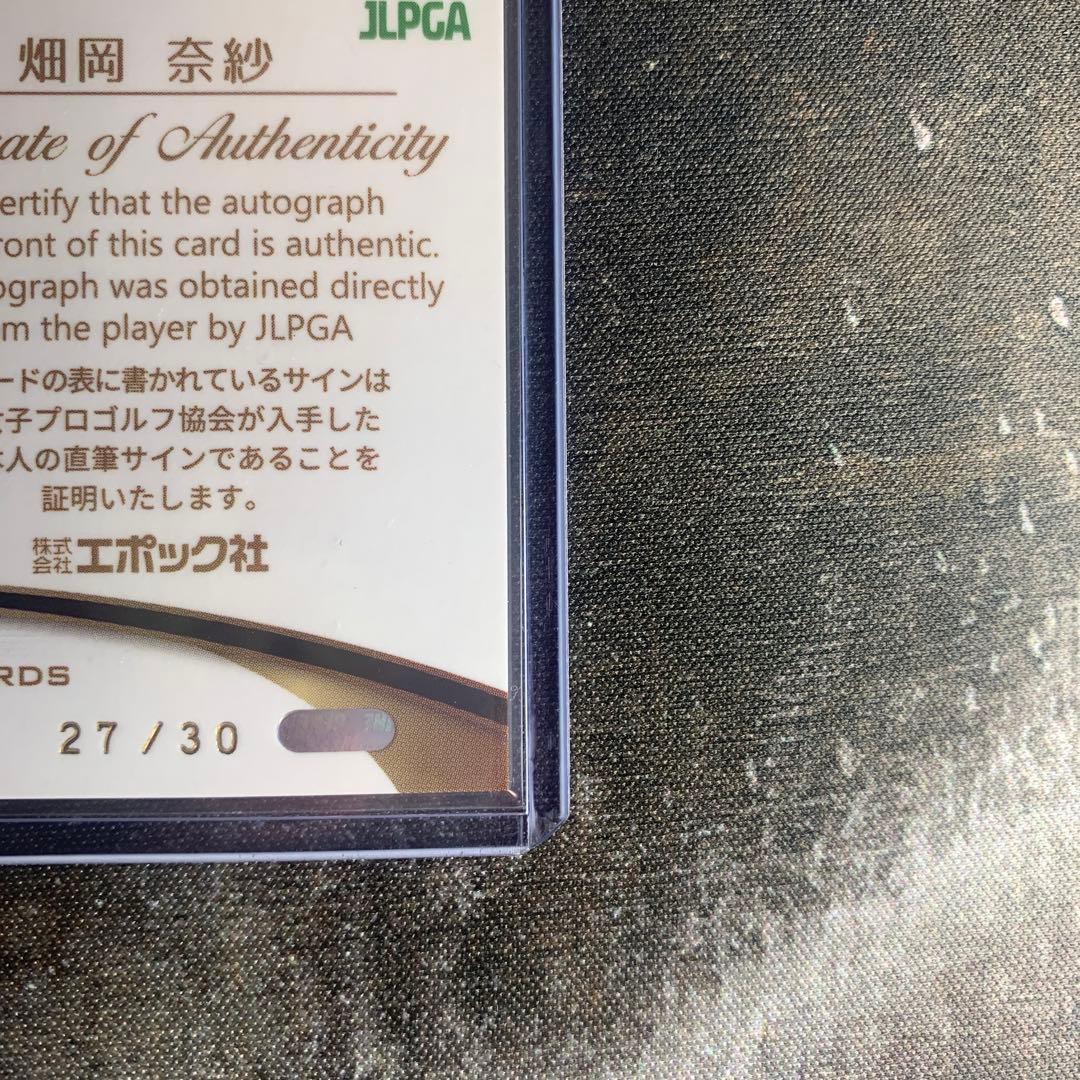 JLPGA
畑岡 奈紗
ate of Authenticity
ertify that the autograph
ront of this card is authentic.
ograph was obtained directly
m the player by JLPGA
ードの表に書かれているサインは
女子プロゴルフ協会が入手した
本人の直筆サインであることを
証明いたします。
株式会社エポック社
RDS
27/30